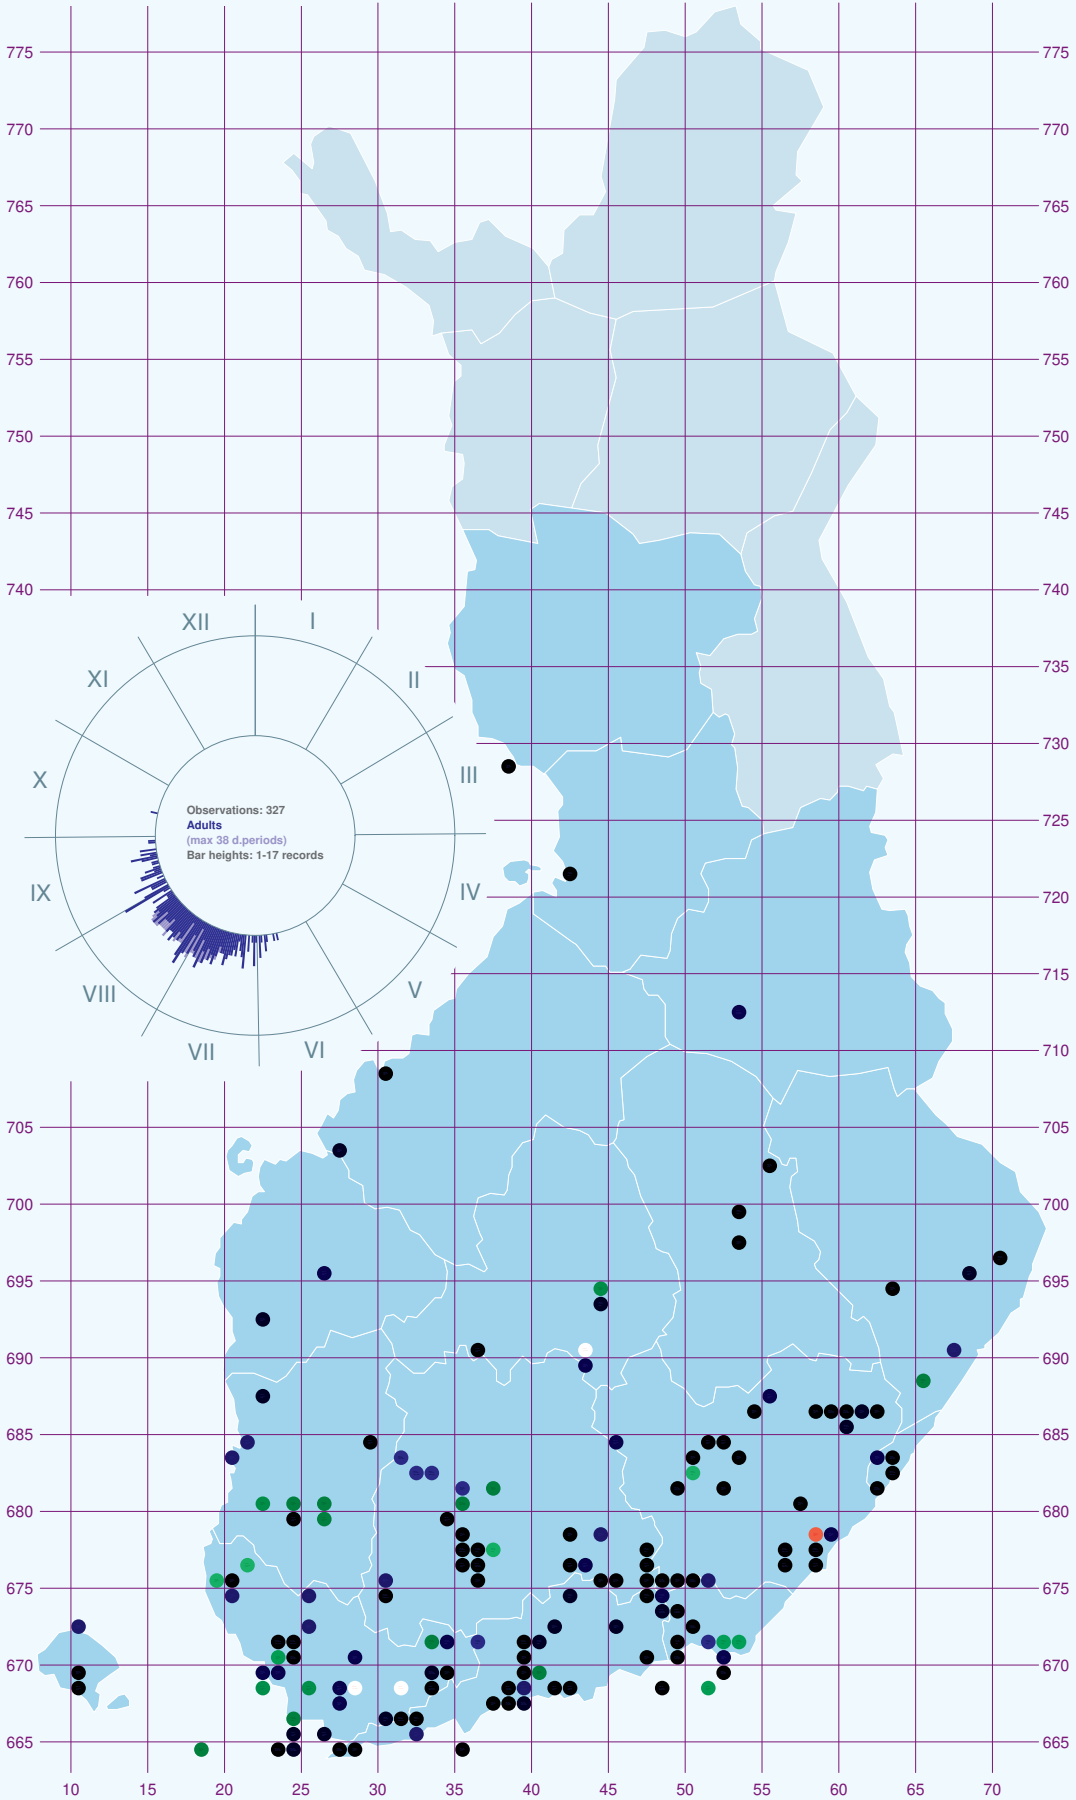 775 775
770 770
765 765
760 760
755 755
750 750
745 745
740 740
XII I
XI II
735
730 730
X III
Observations: 327
Adults
(max 38 d.periods)
Bar heights: 1-17 records
725
IX IV
720
VIII V
715
VII VI
710
705 705
700 700
695 695
690 690
685 685
680 680
675 675
670 670
665 665
10 15 20 25 30 35 40 45 50 55 60 65 70